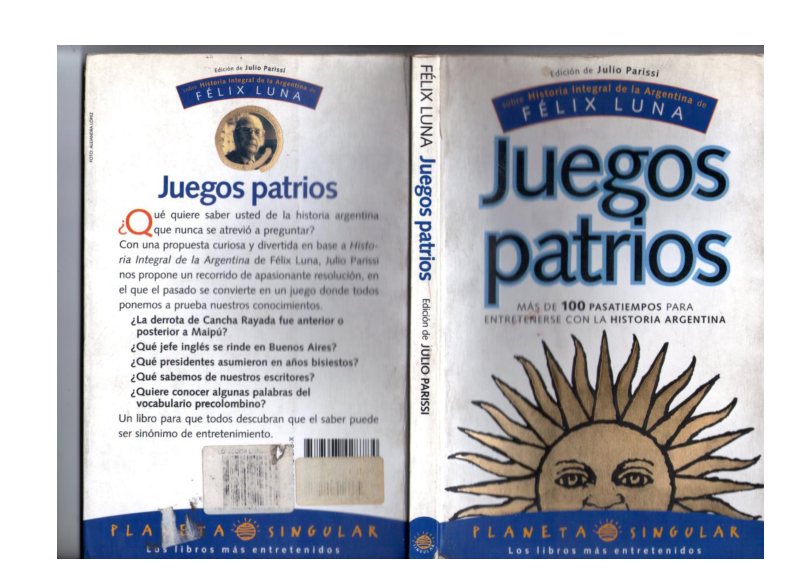 Edición de Julio Parissi
sobre Historia Integral de la Argentina de
FÉLIX LUNA
FOTO: ALEJANDRA LÓPEZ
Juegos patrios
¿Qué quiere saber usted de la historia argentina
que nunca se atrevió a preguntar?
Con una propuesta curiosa y divertida en base a Histo-
ria Integral de la Argentina de Félix Luna, Julio Parissi
nos propone un recorrido de apasionante resolución, en
el que el pasado se convierte en un juego donde todos
ponemos a prueba nuestros conocimientos.
¿La derrota de Cancha Rayada fue anterior o
posterior a Maipú?
¿Qué jefe inglés se rinde en Buenos Aires?
¿Qué presidentes asumieron en años bisiestos?
¿Qué sabemos de nuestros escritores?
¿Quiere conocer algunas palabras del
vocabulario precolombino?
Un libro para que todos descubran que el saber puede
ser sinónimo de entretenimiento.
PLANETA SINGULAR
Los libros más entretenidos
FÉLIX LUNA Juegos patrios Edición de JULIO PARISSI
Edición de Julio Parissi
sobre Historia Integral de la Argentina de
FÉLIX LUNA
Juegos
patrios
MÁS DE 100 PASATIEMPOS PARA
ENTRETENERSE CON LA HISTORIA ARGENTINA
PLANETA SINGULAR
Los libros más entretenidos